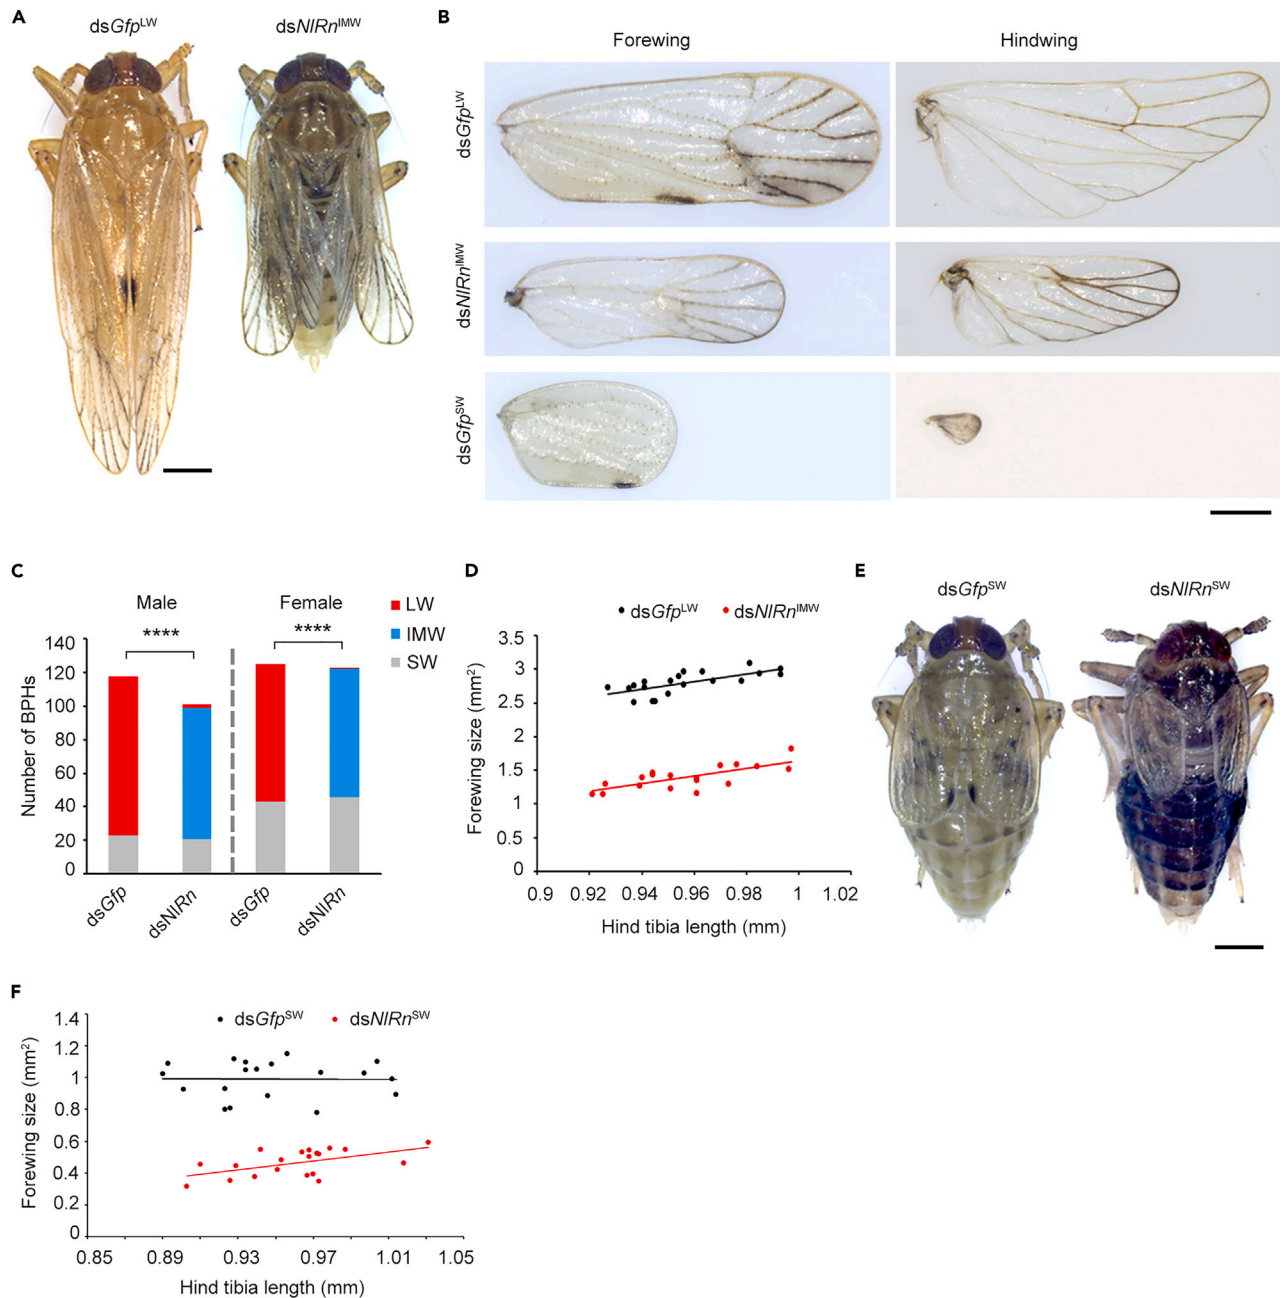 A
dsGfpᴸᵂ
dsNlRnᴵᴹᵂ
B
Forewing
Hindwing
dsGfpᴸᵂ
dsNlRnᴵᴹᵂ
dsGfpˢᵂ
C
Male
Female
LW
IMW
SW
****
****
Number of BPHs
140
120
100
80
60
40
20
0
dsGfp
dsNlRn
dsGfp
dsNlRn
D
dsGfpᴸᵂ
dsNlRnᴵᴹᵂ
Forewing size (mm²)
3.5
3
2.5
2
1.5
1
0.5
0
0.9 0.92 0.94 0.96 0.98 1 1.02
Hind tibia length (mm)
E
dsGfpˢᵂ
dsNlRnˢᵂ
F
dsGfpˢᵂ
dsNlRnˢᵂ
Forewing size (mm²)
1.4
1.2
1
0.8
0.6
0.4
0.2
0
0.85 0.89 0.93 0.97 1.01 1.05
Hind tibia length (mm)